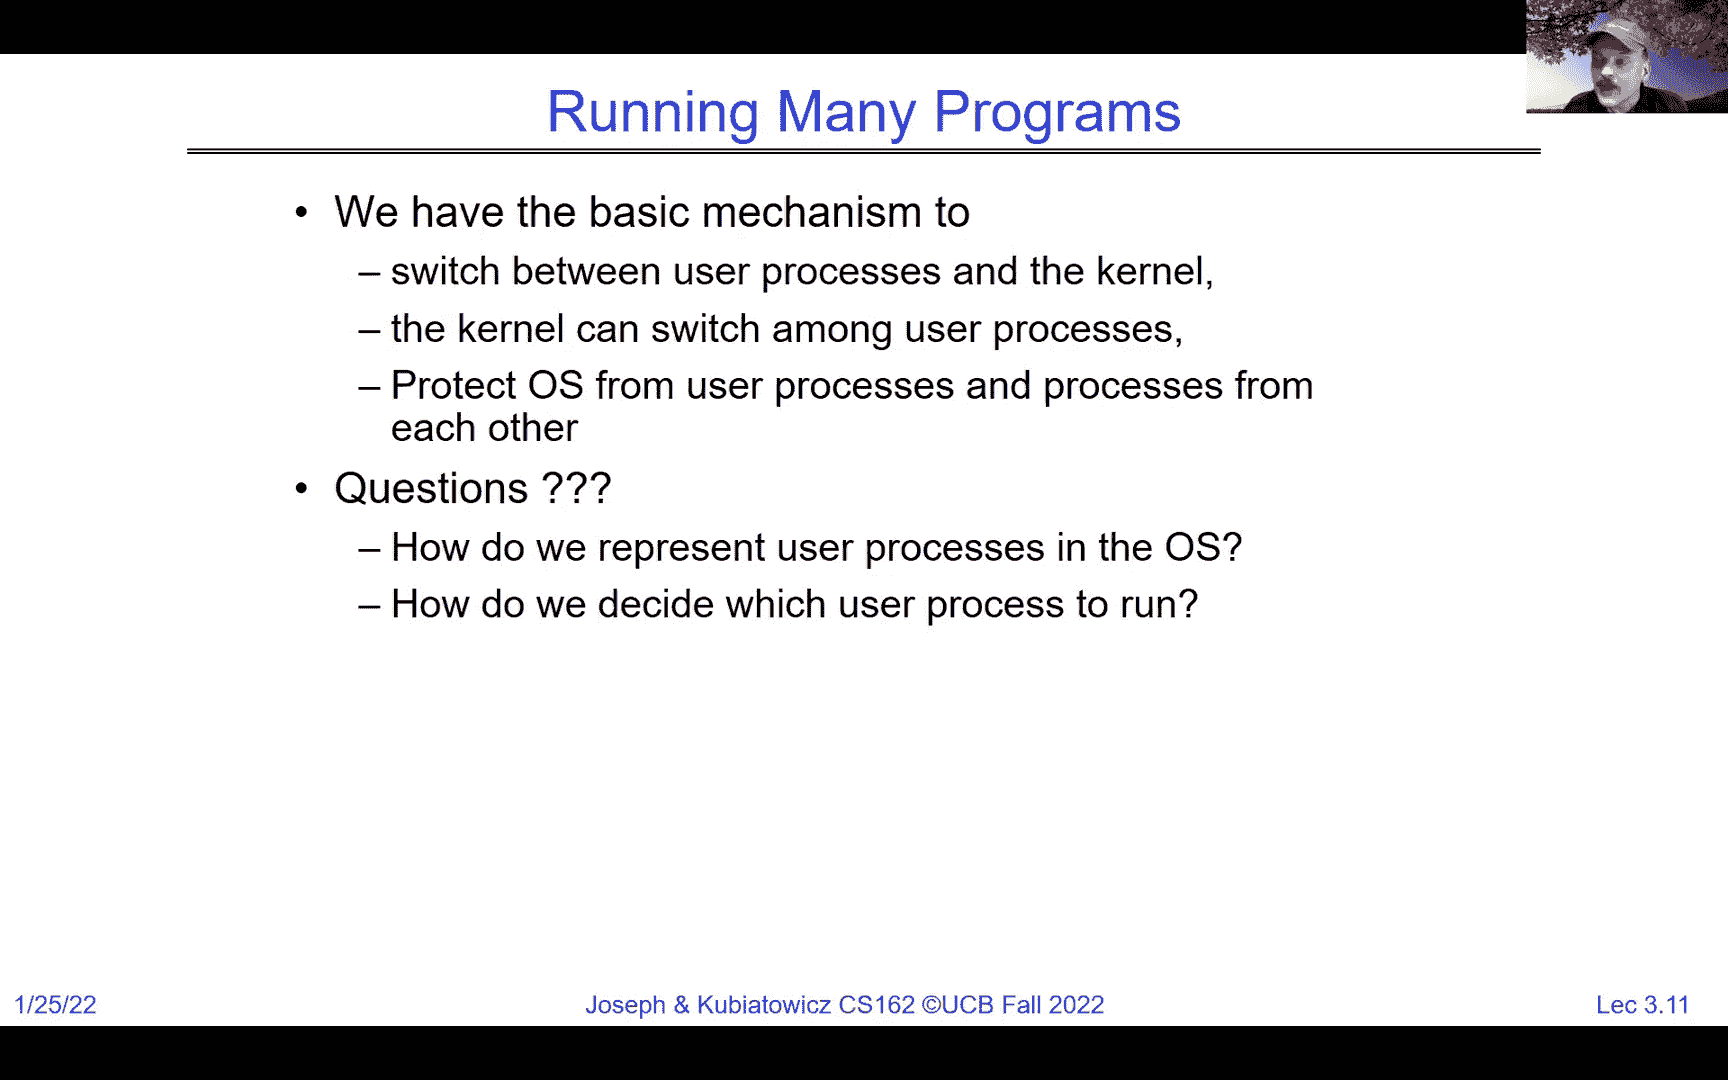 Running Many Programs
• We have the basic mechanism to
– switch between user processes and the kernel,
– the kernel can switch among user processes,
– Protect OS from user processes and processes from
each other
• Questions ???
– How do we represent user processes in the OS?
– How do we decide which user process to run?
1/25/22
Joseph & Kubiatowicz CS162 ©UCB Fall 2022
Lec 3.11